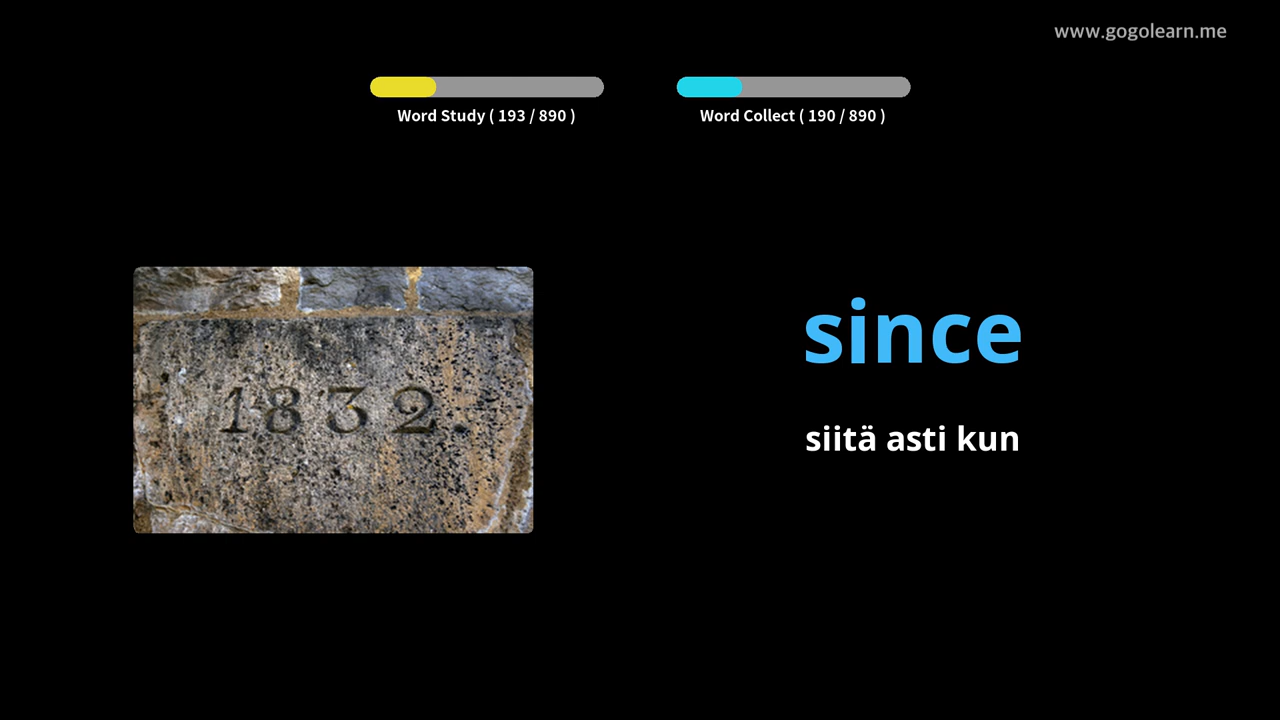 www.gogolearn.me
Word Study ( 193 / 890 )
Word Collect ( 190 / 890 )
1832.
since
siitä asti kun